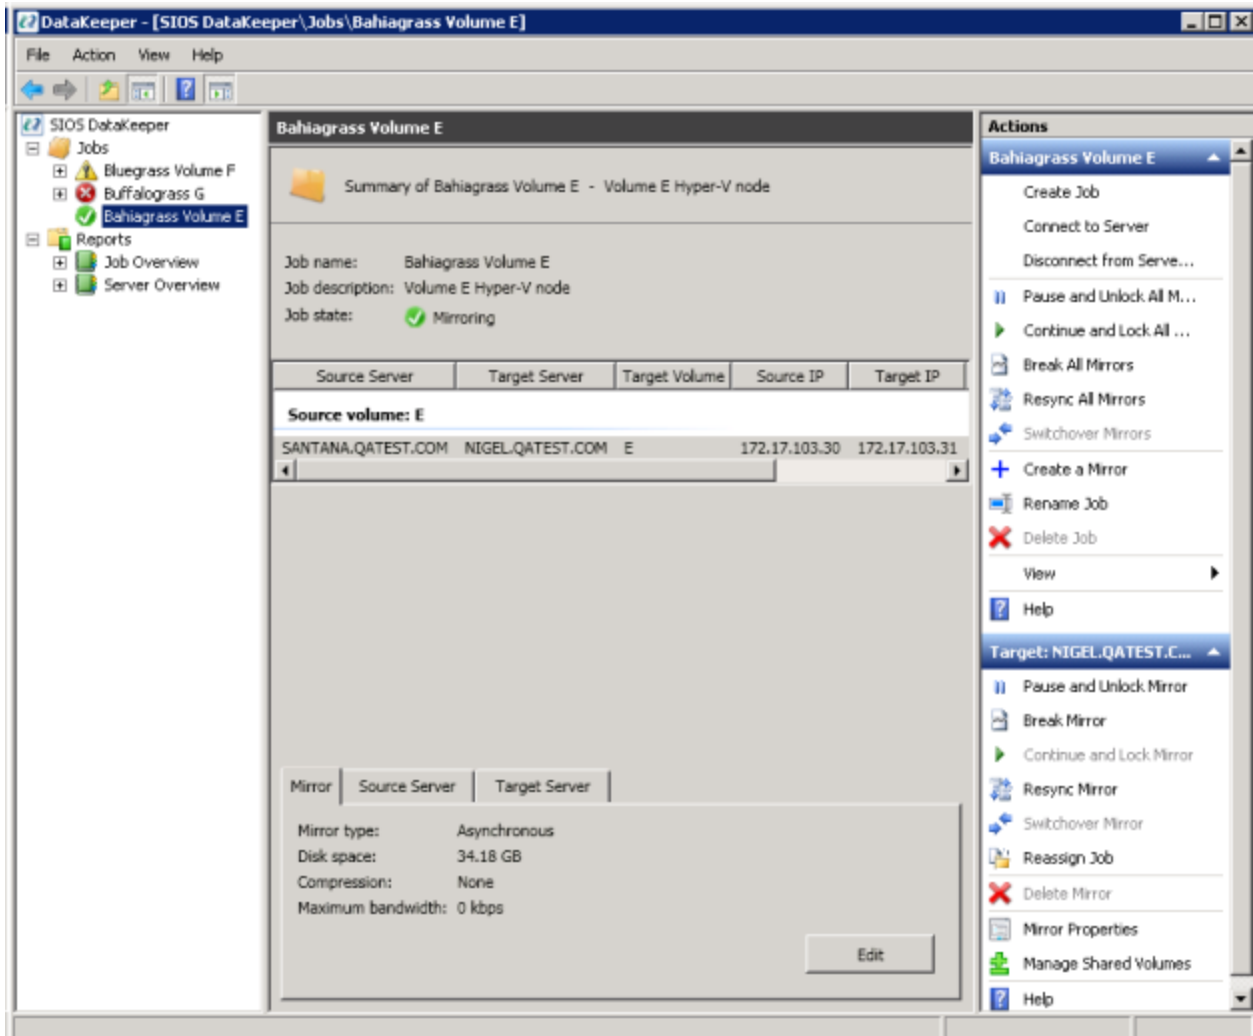 DataKeeper - [SIOS DataKeeper\Jobs\Bahiagrass Volume E]
File Action View Help
SIOS DataKeeper
Jobs
Bluegrass Volume F
Buffalograss G
Bahiagrass Volume E
Reports
Job Overview
Server Overview
Bahiagrass Volume E
Summary of Bahiagrass Volume E - Volume E Hyper-V node
Job name: Bahiagrass Volume E
Job description: Volume E Hyper-V node
Job state: Mirroring
Source Server Target Server Target Volume Source IP Target IP
Source volume: E
SANTANA.QATEST.COM NIGEL.QATEST.COM E 172.17.103.30 172.17.103.31
Mirror Source Server Target Server
Mirror type: Asynchronous
Disk space: 34.18 GB
Compression: None
Maximum bandwidth: 0 kbps
Edit
Actions
Bahiagrass Volume E
Create Job
Connect to Server
Disconnect from Serve...
Pause and Unlock All M...
Continue and Lock All ...
Break All Mirrors
Resync All Mirrors
Switchover Mirrors
Create a Mirror
Rename Job
Delete Job
View
Help
Target: NIGEL.QATEST.C...
Pause and Unlock Mirror
Break Mirror
Continue and Lock Mirror
Resync Mirror
Switchover Mirror
Reassign Job
Delete Mirror
Mirror Properties
Manage Shared Volumes
Help